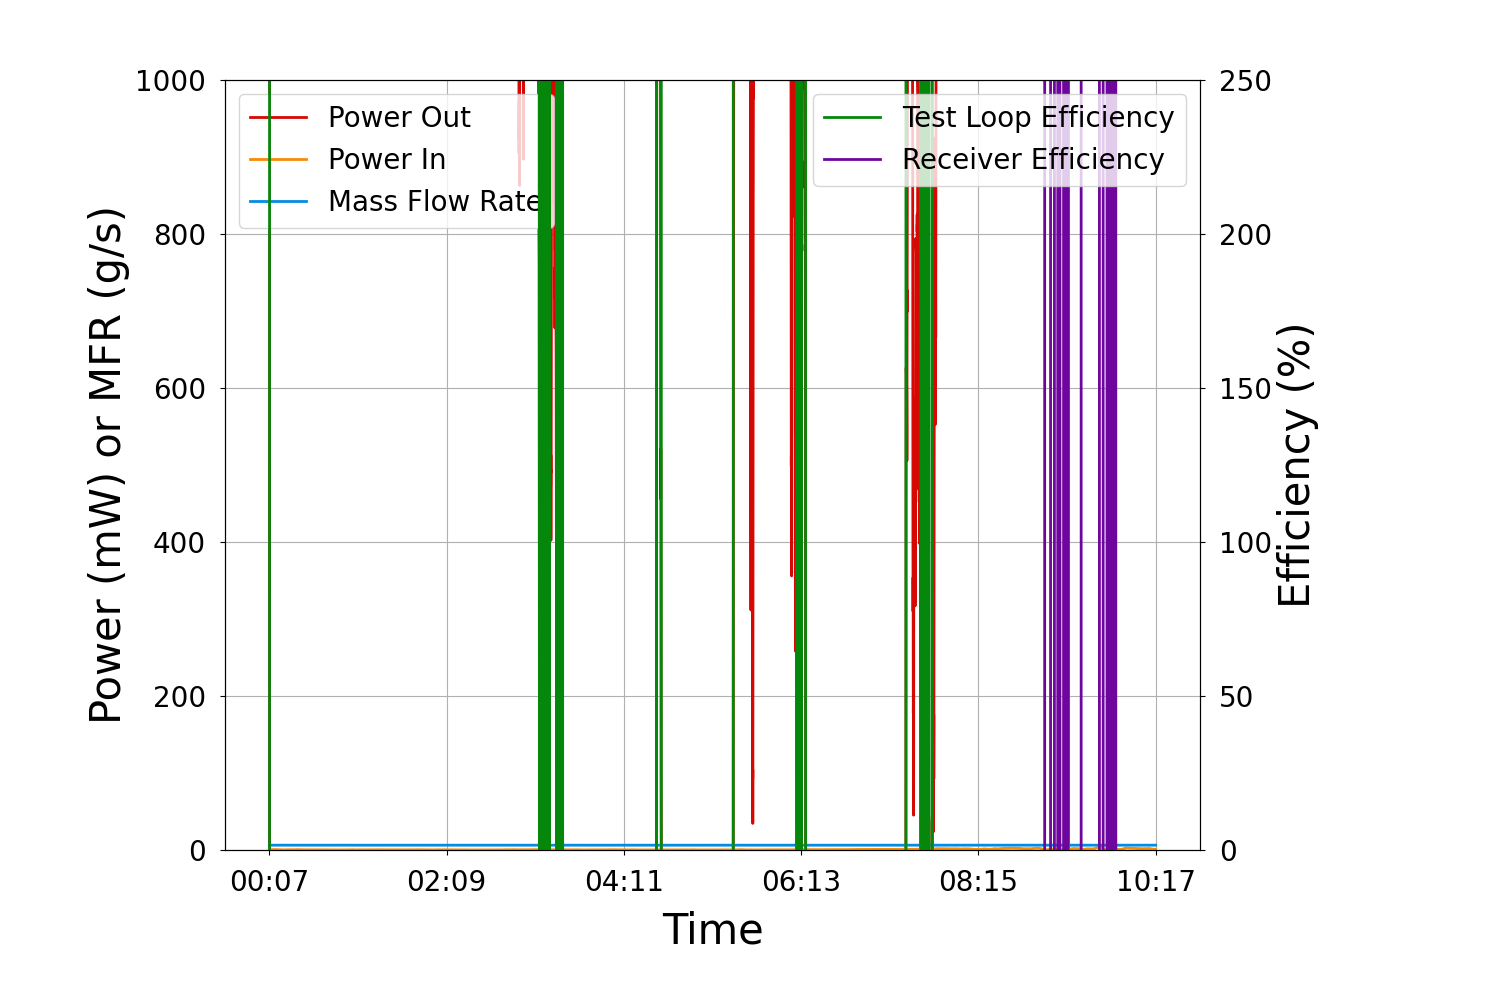 1000
800
600
400
200
0
Power (mW) or MFR (g/s)
Power Out
Power In
Mass Flow Rate
Test Loop Efficiency
Receiver Efficiency
250
200
150
100
50
0
Efficiency (%)
00:07 02:09 04:11 06:13 08:15 10:17
Time